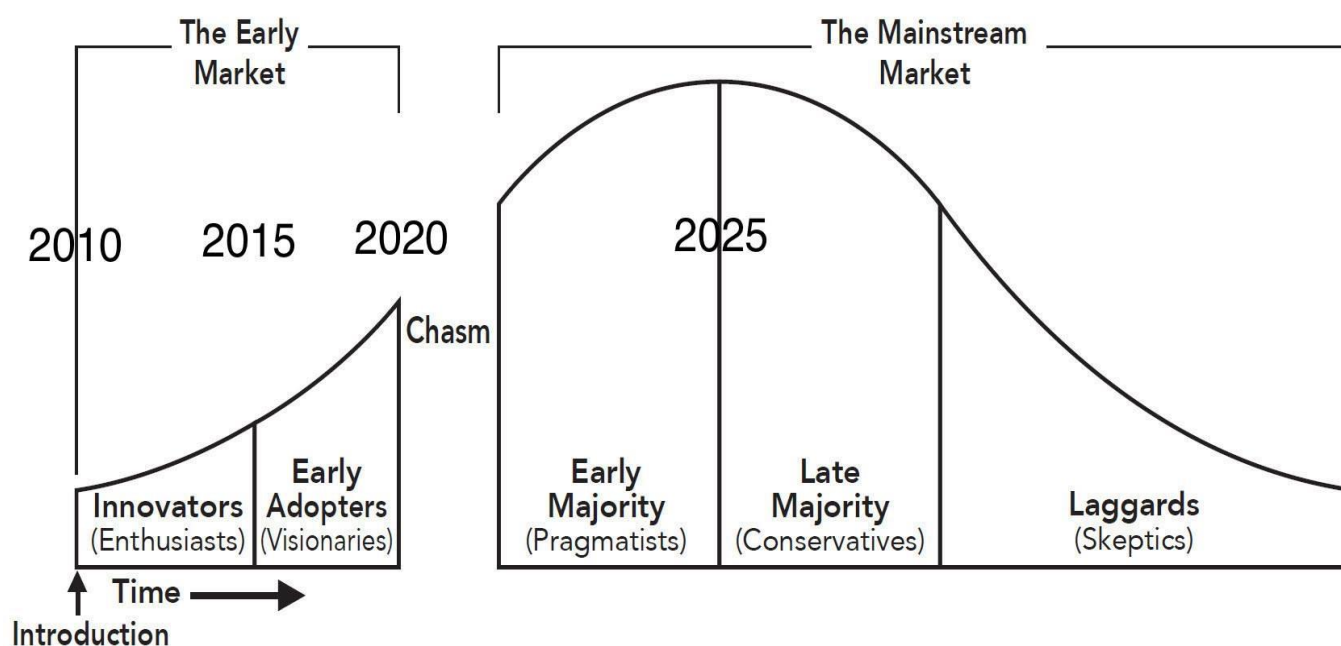 The Early
Market
The Mainstream
Market
2010
2015
2020
2025
Chasm
Innovators
(Enthusiasts)
Early
Adopters
(Visionaries)
Early
Majority
(Pragmatists)
Late
Majority
(Conservatives)
Laggards
(Skeptics)
Time
Introduction